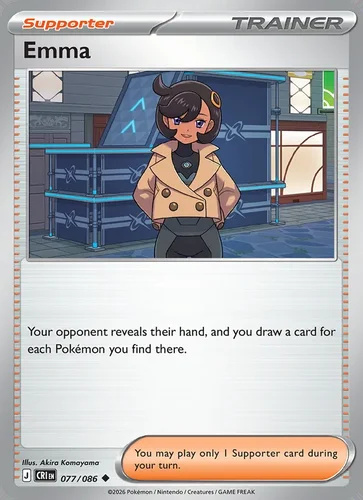 Supporter
TRAINER
Emma
Your opponent reveals their hand, and you draw a card for
each Pokémon you find there.
Illus. Akira Komayama
J CRI EN 077/086 ◆
You may play only 1 Supporter card during
your turn.
©2026 Pokémon / Nintendo / Creatures / GAME FREAK